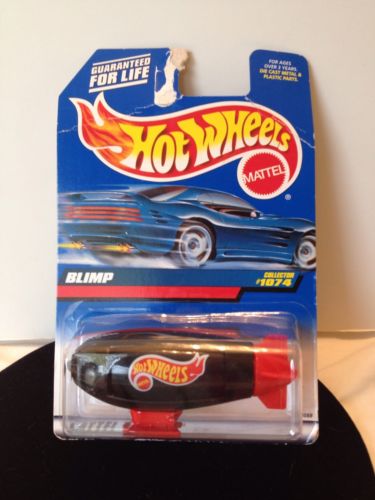 GUARANTEED
FOR LIFE
FOR AGES
OVER 3 YEARS.
DIE CAST METAL &
PLASTIC PARTS.
HOT WHEELS
MATTEL
®
BLIMP
COLLECTOR
#1074
HOT WHEELS